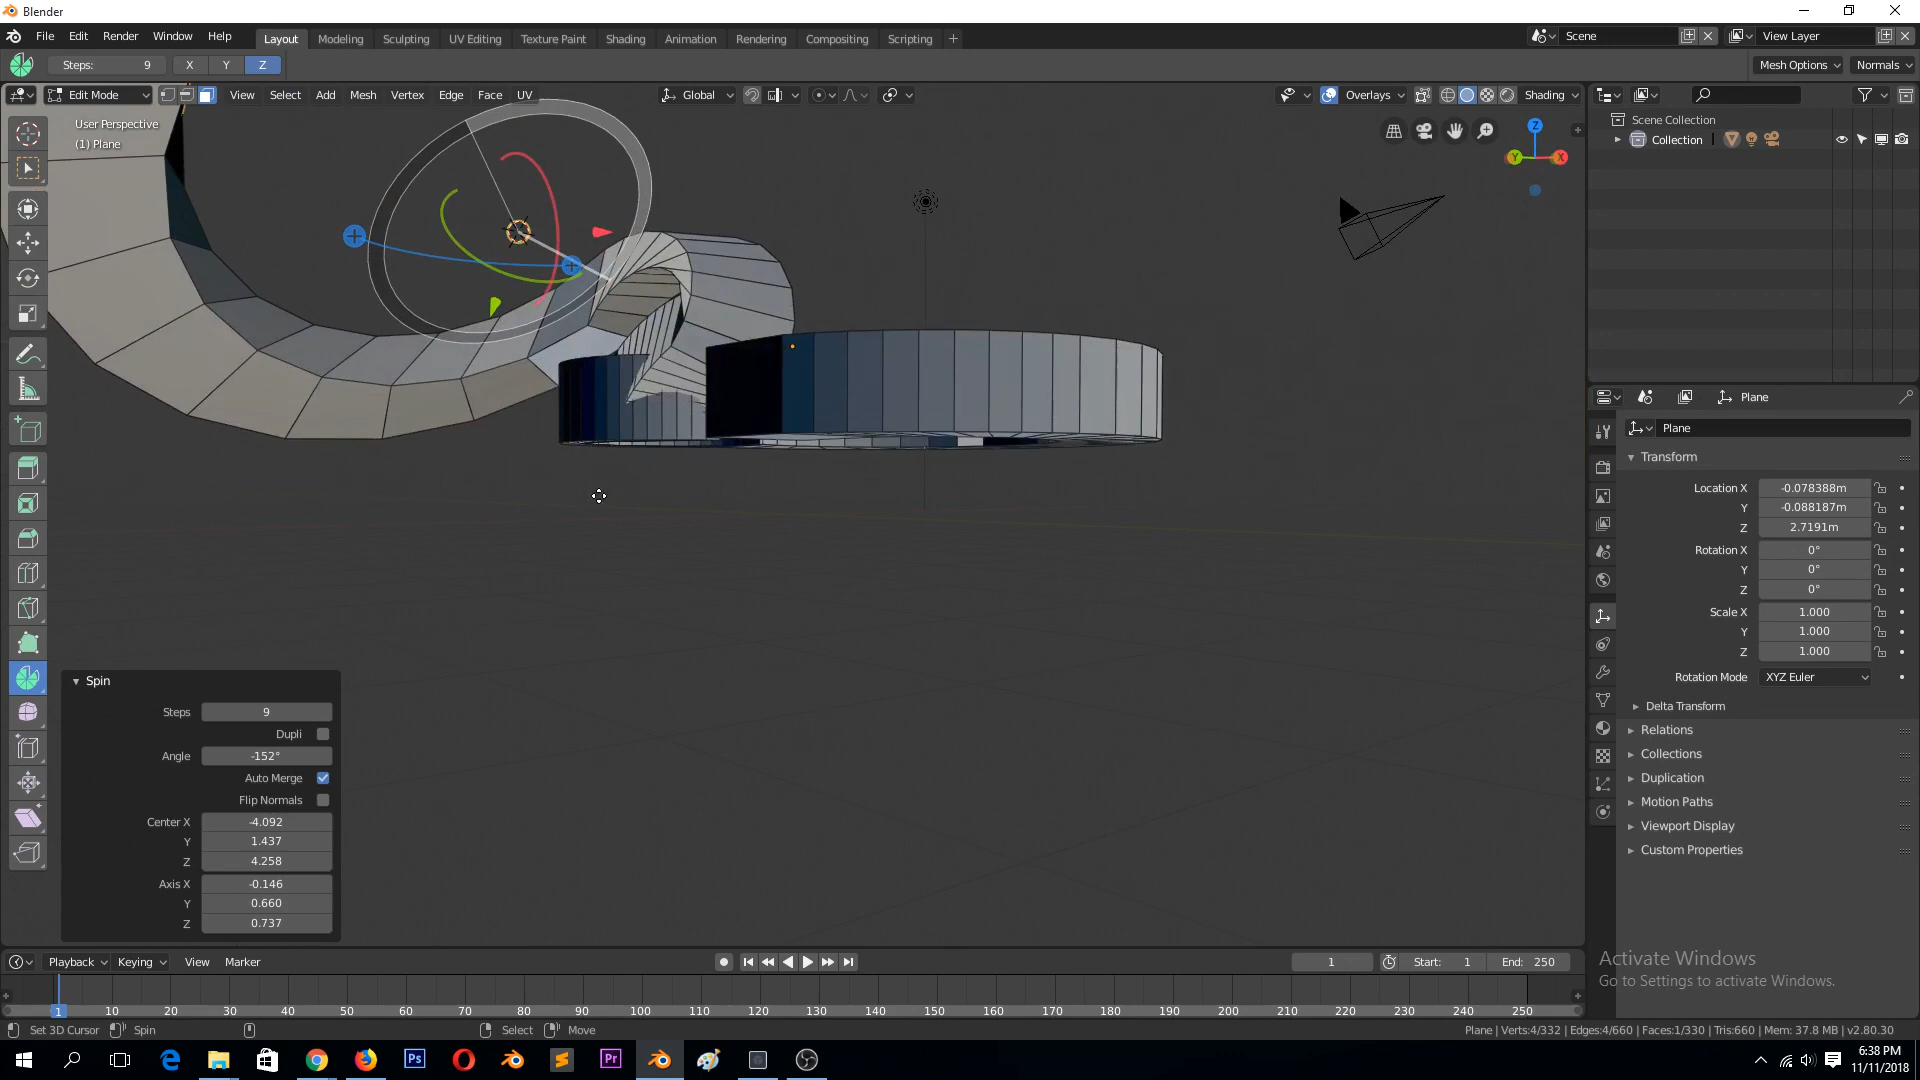 Blender
File Edit Render Window Help Layout Modeling Sculpting UV Editing Texture Paint Shading Animation Rendering Compositing Scripting + Scene View Layer
Steps: 9 X Y Z Mesh Options Normals
Edit Mode View Select Add Mesh Vertex Edge Face UV Global Overlays Shading
User Perspective
(1) Plane
Z
Y X
Scene Collection
Collection
Plane
Plane
Transform
Location X -0.078388m
Y -0.088187m
Z 2.7191m
Rotation X 0°
Y 0°
Z 0°
Scale X 1.000
Y 1.000
Z 1.000
Rotation Mode XYZ Euler
Delta Transform
Relations
Collections
Duplication
Motion Paths
Viewport Display
Custom Properties
Spin
Steps 9
Dupli
Angle -152°
Auto Merge
Flip Normals
Center X -4.092
Y 1.437
Z 4.258
Axis X -0.146
Y 0.660
Z 0.737
Activate Windows
Go to Settings to activate Windows.
Playback Keying View Marker 1 Start: 1 End: 250
1 10 20 30 40 50 60 70 80 90 100 110 120 130 140 150 160 170 180 190 200 210 220 230 240 250
Set 3D Cursor Spin Select Move Plane | Verts:4/332 | Edges:4/660 | Faces:1/330 | Tris:660 | Mem: 37.8 MB | v2.80.30
Ps Pr
6:38 PM
11/11/2018